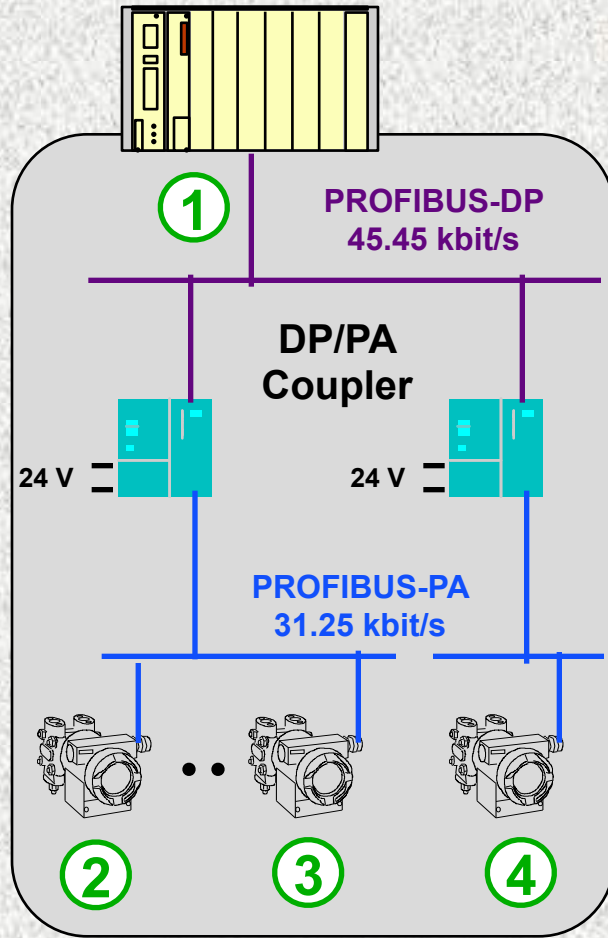 1
PROFIBUS-DP
45.45 kbit/s
DP/PA
Coupler
24 V
24 V
PROFIBUS-PA
31.25 kbit/s
2
3
4